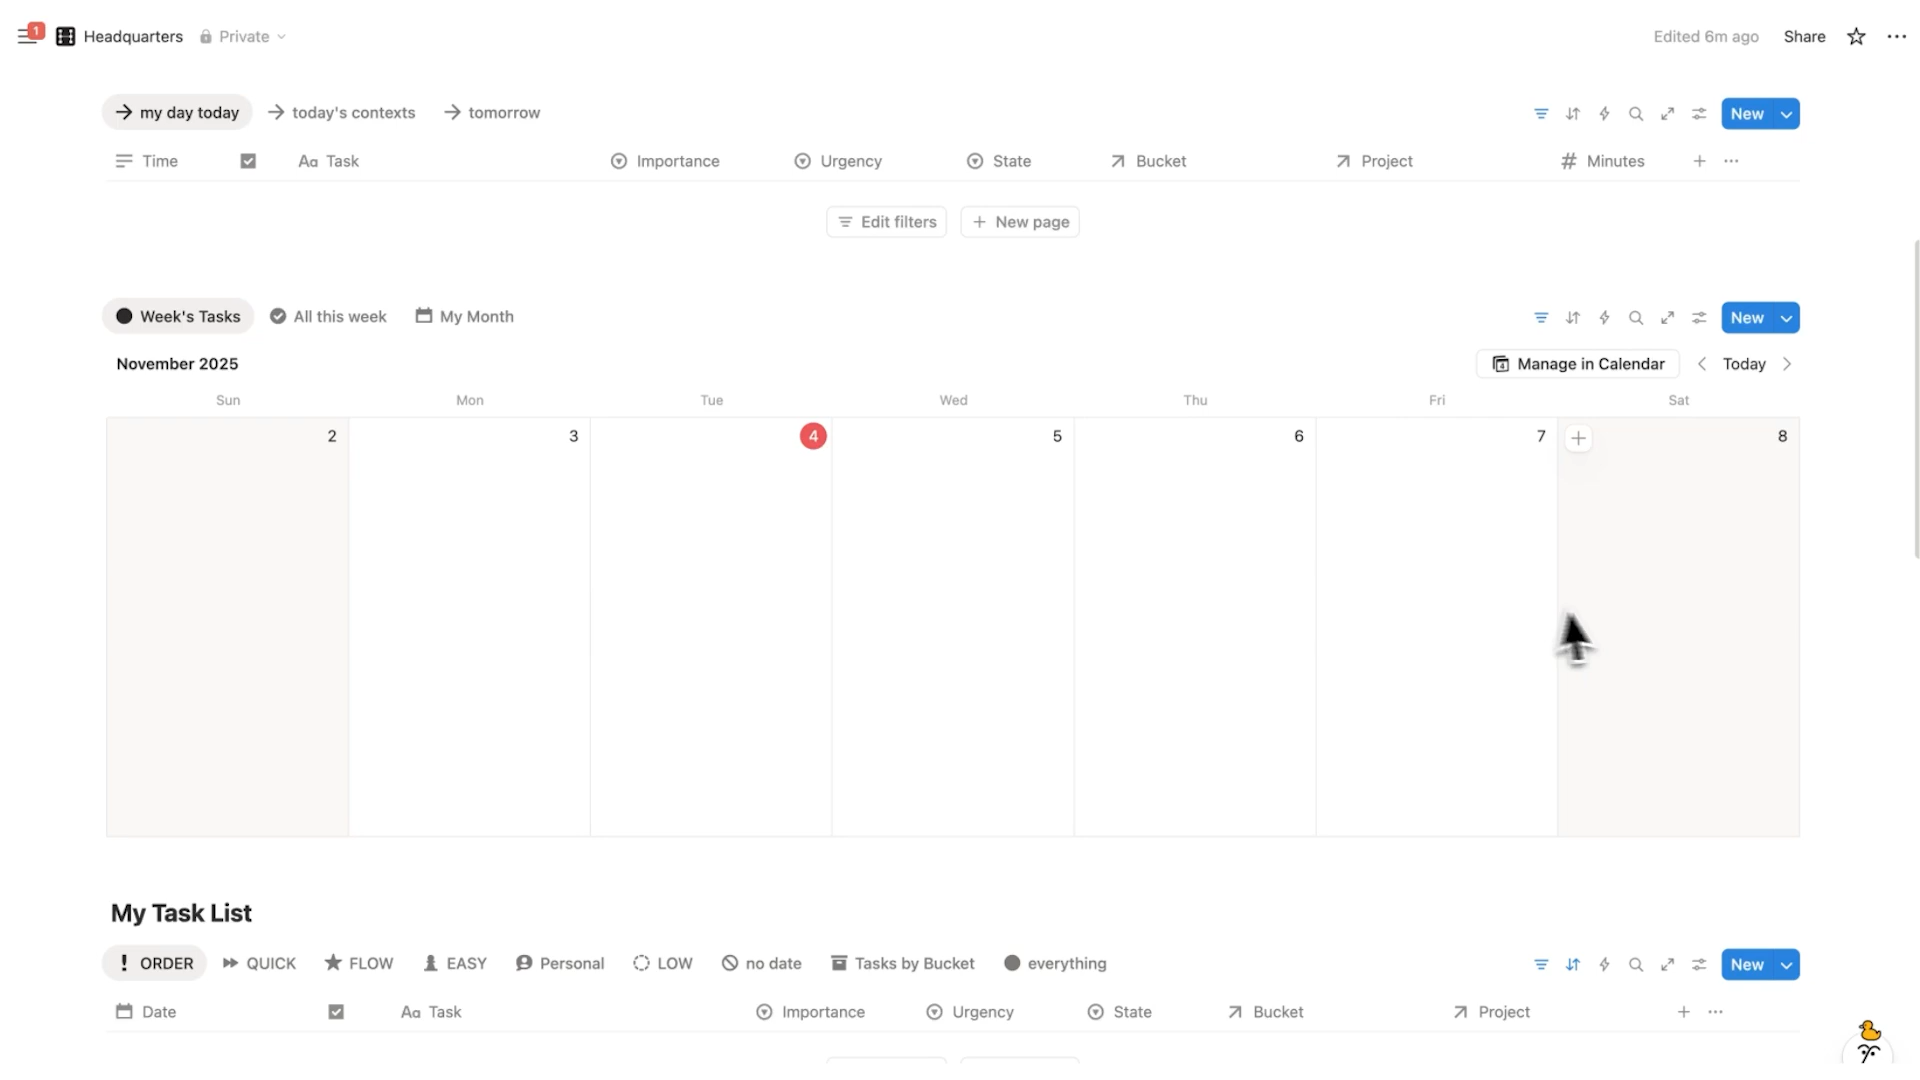 1 Headquarters Private Edited 6m ago Share
my day today today's contexts tomorrow New
Time Aa Task Importance Urgency State Bucket Project # Minutes
Edit filters + New page
Week's Tasks All this week My Month New
November 2025 Manage in Calendar Today
Sun Mon Tue Wed Thu Fri Sat
2 3 4 5 6 7 8
My Task List
ORDER QUICK FLOW EASY Personal LOW no date Tasks by Bucket everything New
Date Aa Task Importance Urgency State Bucket Project